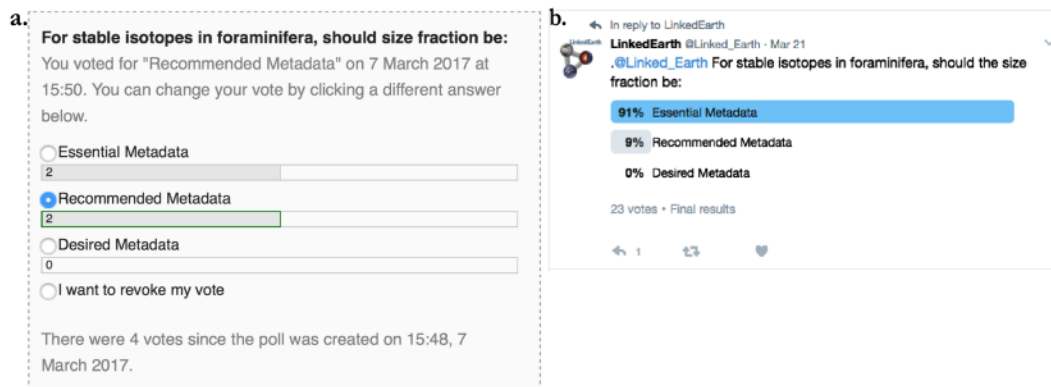 a.
For stable isotopes in foraminifera, should size fraction be:
You voted for "Recommended Metadata" on 7 March 2017 at
15:50. You can change your vote by clicking a different answer
below.
Essential Metadata
2
Recommended Metadata
2
Desired Metadata
0
I want to revoke my vote
There were 4 votes since the poll was created on 15:48, 7
March 2017.
b.
In reply to LinkedEarth
LinkedEarth
LinkedEarth @Linked_Earth · Mar 21
.@Linked_Earth For stable isotopes in foraminifera, should the size
fraction be:
91% Essential Metadata
9% Recommended Metadata
0% Desired Metadata
23 votes • Final results
1